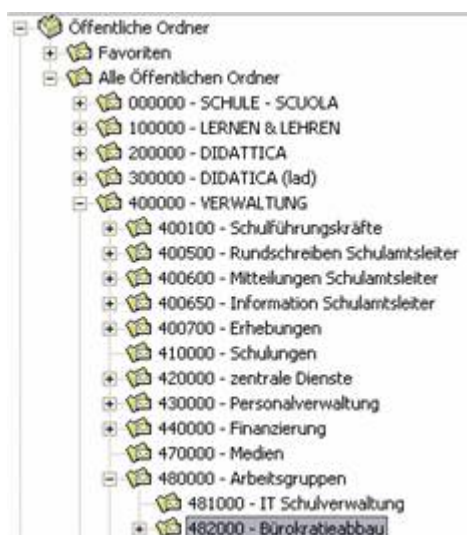 Öffentliche Ordner
Favoriten
Alle Öffentlichen Ordner
000000 - SCHULE - SCUOLA
100000 - LERNEN & LEHREN
200000 - DIDATTICA
300000 - DIDATICA (lad)
400000 - VERWALTUNG
400100 - Schulführungskräfte
400500 - Rundschreiben Schulamtsleiter
400600 - Mitteilungen Schulamtsleiter
400650 - Information Schulamtsleiter
400700 - Erhebungen
410000 - Schulungen
420000 - zentrale Dienste
430000 - Personalverwaltung
440000 - Finanzierung
470000 - Medien
480000 - Arbeitsgruppen
481000 - IT Schulverwaltung
482000 - Bürokratieabbau